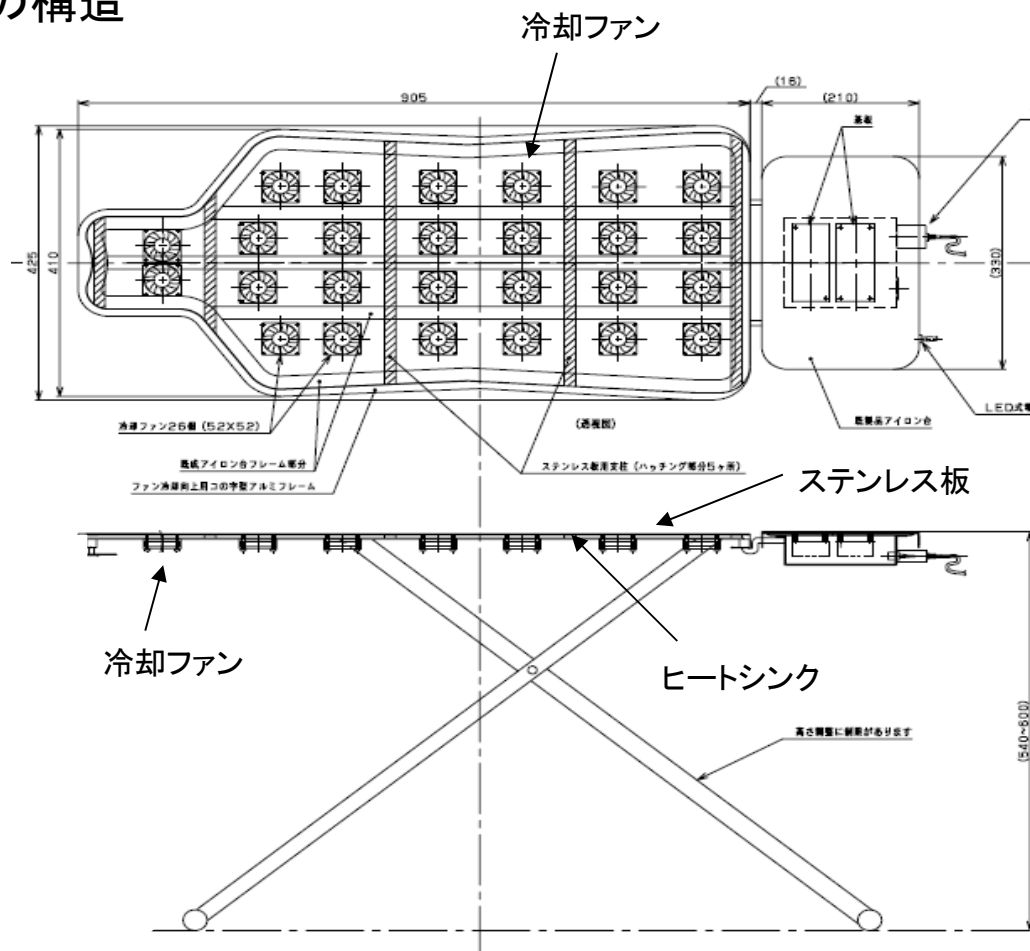 の構造
冷却ファン
905
(16)
(210)
基板
425
410
(330)
冷却ファン26個 (52X52)
(透視図)
既製品アイロン台
LED式電
既成アイロン台フレーム部分
ステンレス板用支柱 (ハッチング部分5ヶ所)
ファン冷却向上用コの字型アルミフレーム
ステンレス板
冷却ファン
ヒートシンク
高さ調整に制限があります
(540~600)